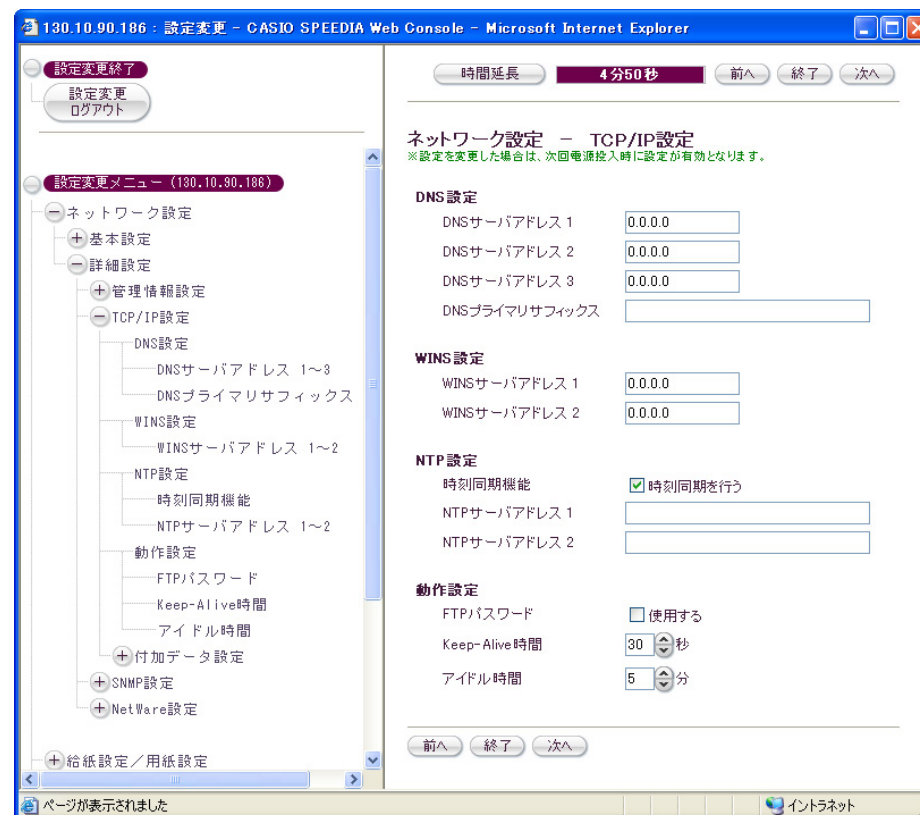 130.10.90.186 : 設定変更 - CASIO SPEEDIA Web Console - Microsoft Internet Explorer
設定変更終了
設定変更
ログアウト
設定変更メニュー (130.10.90.186)
ネットワーク設定
基本設定
詳細設定
管理情報設定
TCP/IP設定
DNS設定
DNSサーバアドレス 1~3
DNSプライマリサフィックス
WINS設定
WINSサーバアドレス 1~2
NTP設定
時刻同期機能
NTPサーバアドレス 1~2
動作設定
FTPパスワード
Keep-Alive時間
アイドル時間
付加データ設定
SNMP設定
NetWare設定
給紙設定/用紙設定
時間延長 4分50秒 前へ 終了 次へ
ネットワーク設定 - TCP/IP設定
※設定を変更した場合は、次回電源投入時に設定が有効となります。
DNS設定
DNSサーバアドレス 1 0.0.0.0
DNSサーバアドレス 2 0.0.0.0
DNSサーバアドレス 3 0.0.0.0
DNSプライマリサフィックス
WINS設定
WINSサーバアドレス 1 0.0.0.0
WINSサーバアドレス 2 0.0.0.0
NTP設定
時刻同期機能 時刻同期を行う
NTPサーバアドレス 1
NTPサーバアドレス 2
動作設定
FTPパスワード 使用する
Keep-Alive時間 30 秒
アイドル時間 5 分
前へ 終了 次へ
ページが表示されました イントラネット